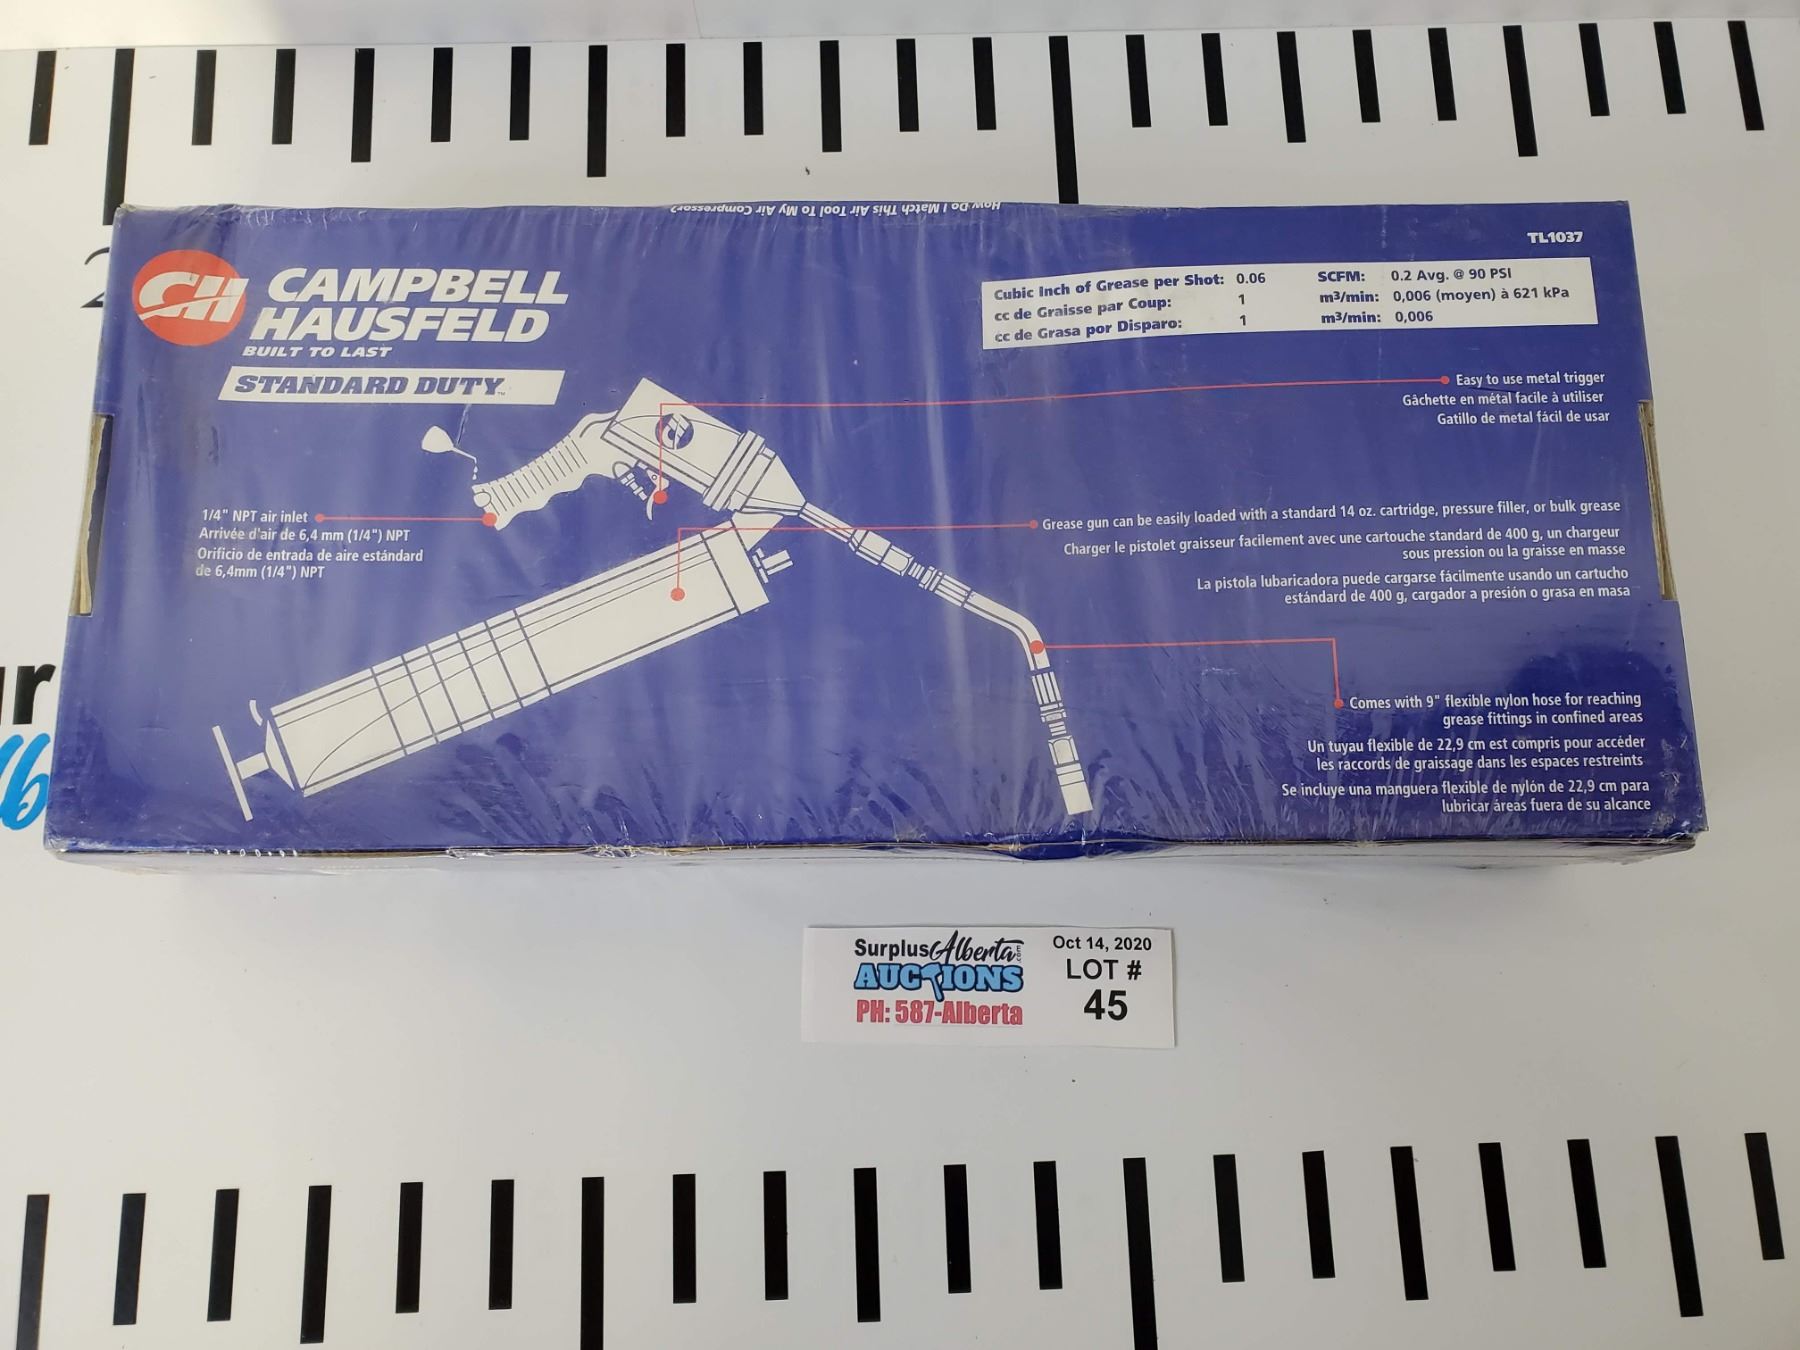 How Do I Match This Air Tool To My Air Compressor?
TL1037
CH CAMPBELL
HAUSFELD
BUILT TO LAST
STANDARD DUTY™
Cubic Inch of Grease per Shot: 0.06 SCFM: 0.2 Avg. @ 90 PSI
cc de Graisse par Coup: 1 m³/min: 0,006 (moyen) à 621 kPa
cc de Grasa por Disparo: 1 m³/min: 0,006
Easy to use metal trigger
Gâchette en métal facile à utiliser
Gatillo de metal fácil de usar
CH
1/4" NPT air inlet
Arrivée d'air de 6,4 mm (1/4") NPT
Orificio de entrada de aire estándard
de 6,4mm (1/4") NPT
Grease gun can be easily loaded with a standard 14 oz. cartridge, pressure filler, or bulk grease
Charger le pistolet graisseur facilement avec une cartouche standard de 400 g, un chargeur
sous pression ou la graisse en masse
La pistola lubaricadora puede cargarse fácilmente usando un cartucho
estándard de 400 g, cargador a presión o grasa en masa
Comes with 9" flexible nylon hose for reaching
grease fittings in confined areas
Un tuyau flexible de 22,9 cm est compris pour accéder
les raccords de graissage dans les espaces restreints
Se incluye una manguera flexible de nylón de 22,9 cm para
lubricar áreas fuera de su alcance
SurplusAlberta.com
AUCTIONS
PH: 587-Alberta
Oct 14, 2020
LOT #
45